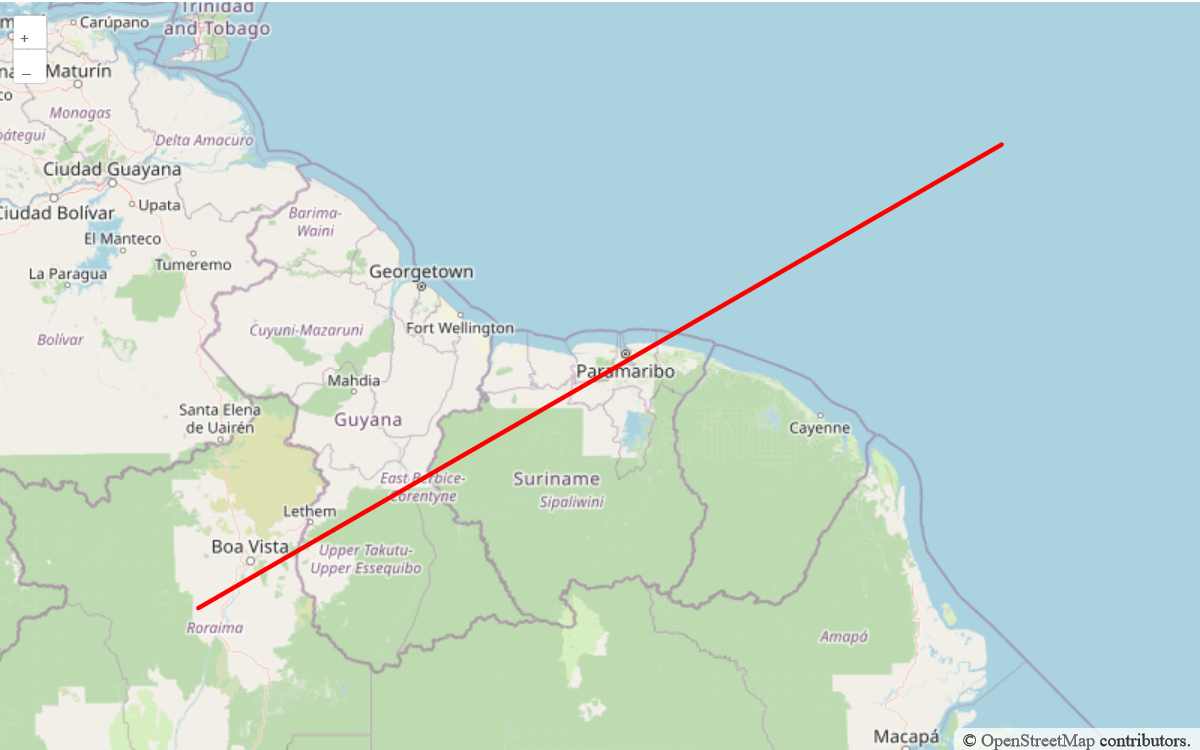 Trinidad
and Tobago
Carúpano
+
–
Maturín
Monagas
Delta Amacuro
Ciudad Guayana
Upata
Ciudad Bolívar
Barima-
Waini
El Manteco
La Paragua
Tumeremo
Georgetown
Cuyuni-Mazaruni
Fort Wellington
Bolívar
Paramaribo
Mahdia
Santa Elena
de Uairén
Guyana
Cayenne
East Berbice-
Corentyne
Suriname
Sipaliwini
Lethem
Boa Vista
Upper Takutu-
Upper Essequibo
Roraima
Amapá
Macapá
© OpenStreetMap contributors.